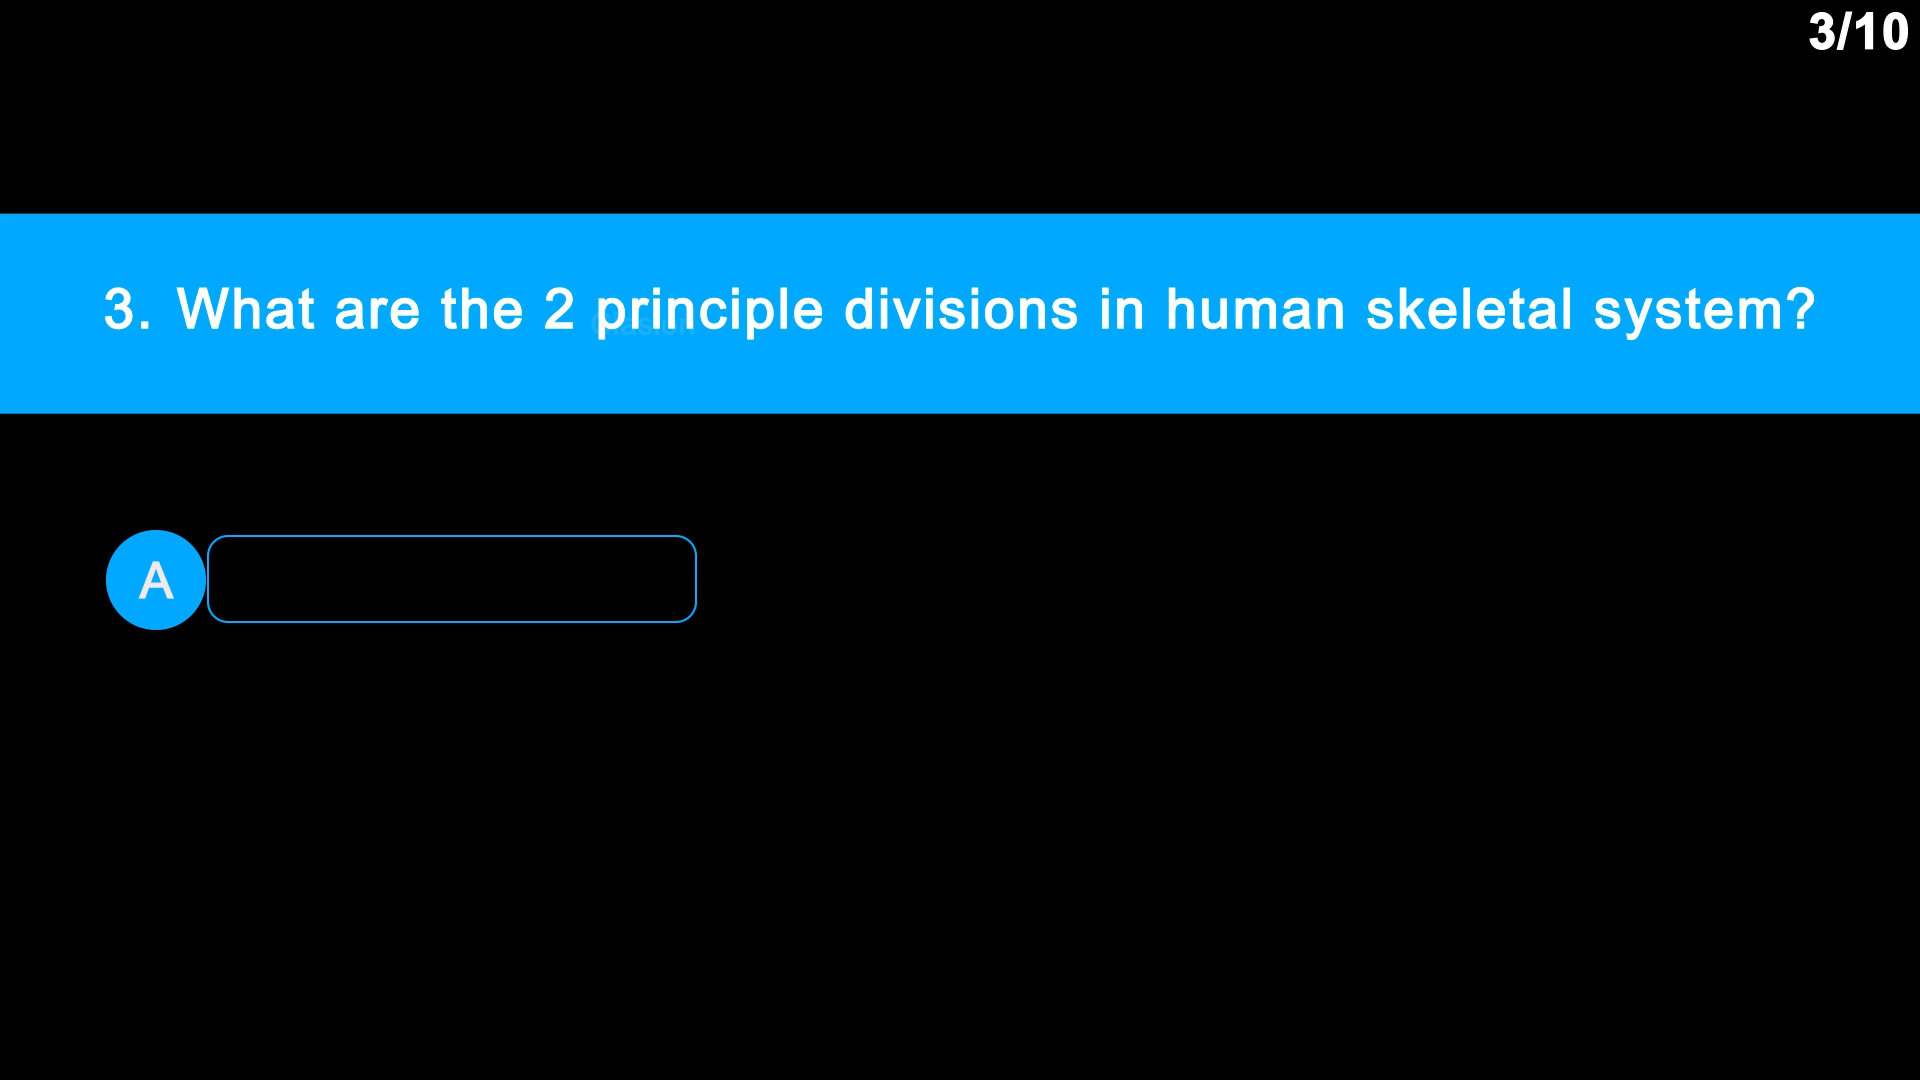 3/10
3. What are the 2 principle divisions in human skeletal system?
A